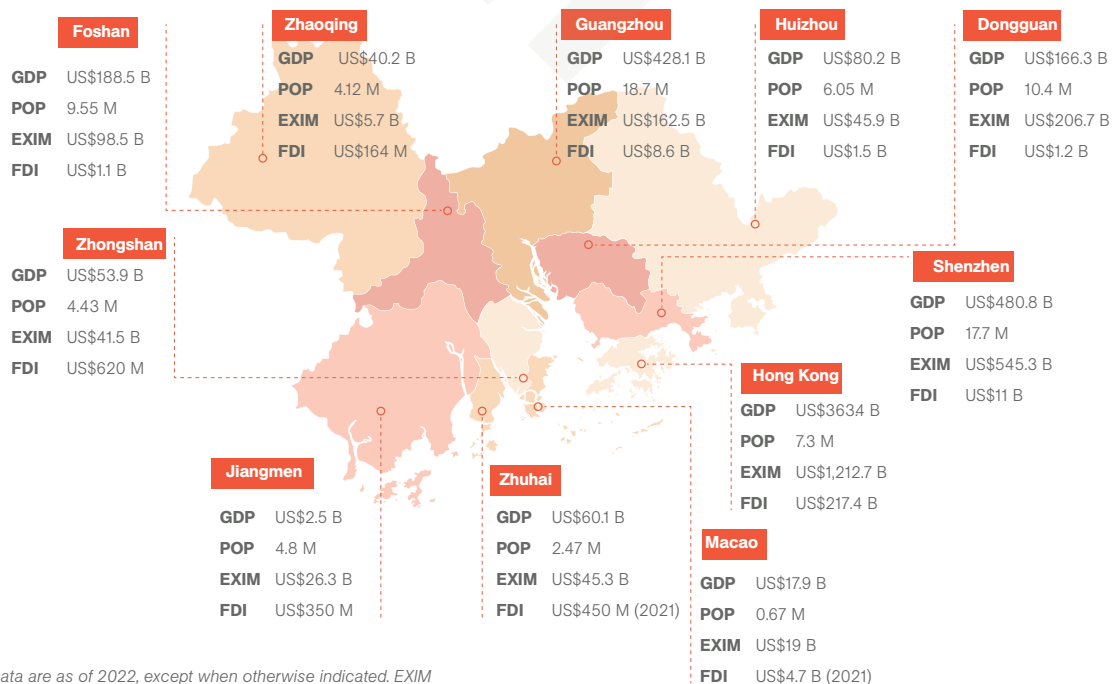 Foshan
GDP US$188.5 B
POP 9.55 M
EXIM US$98.5 B
FDI US$1.1 B
Zhaoqing
GDP US$40.2 B
POP 4.12 M
EXIM US$5.7 B
FDI US$164 M
Guangzhou
GDP US$428.1 B
POP 18.7 M
EXIM US$162.5 B
FDI US$8.6 B
Huizhou
GDP US$80.2 B
POP 6.05 M
EXIM US$45.9 B
FDI US$1.5 B
Dongguan
GDP US$166.3 B
POP 10.4 M
EXIM US$206.7 B
FDI US$1.2 B
Zhongshan
GDP US$53.9 B
POP 4.43 M
EXIM US$41.5 B
FDI US$620 M
Shenzhen
GDP US$480.8 B
POP 17.7 M
EXIM US$545.3 B
FDI US$11 B
Hong Kong
GDP US$363.4 B
POP 7.3 M
EXIM US$1,212.7 B
FDI US$217.4 B
Jiangmen
GDP US$2.5 B
POP 4.8 M
EXIM US$26.3 B
FDI US$350 M
Zhuhai
GDP US$60.1 B
POP 2.47 M
EXIM US$45.3 B
FDI US$450 M (2021)
Macao
GDP US$17.9 B
POP 0.67 M
EXIM US$19 B
FDI US$4.7 B (2021)
ata are as of 2022, except when otherwise indicated. EXIM